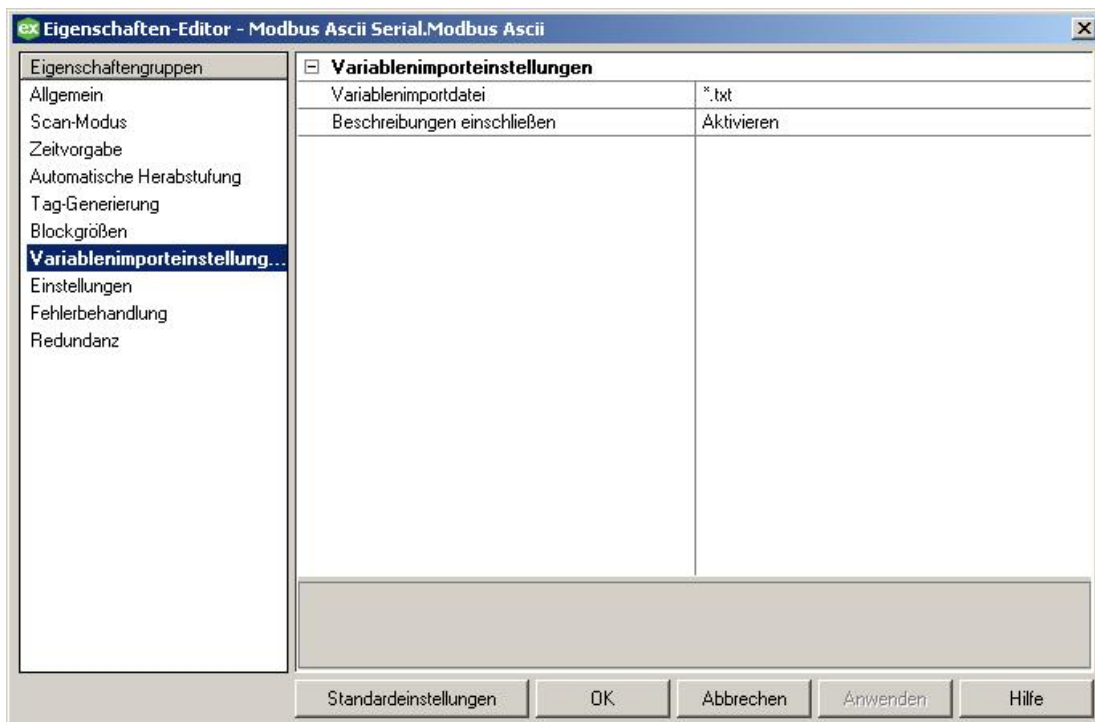 ex Eigenschaften-Editor - Modbus Ascii Serial.Modbus Ascii
Eigenschaftengruppen
Allgemein
Scan-Modus
Zeitvorgabe
Automatische Herabstufung
Tag-Generierung
Blockgrößen
Variablenimporteinstellung...
Einstellungen
Fehlerbehandlung
Redundanz
Variablenimporteinstellungen
Variablenimportdatei *.txt
Beschreibungen einschließen Aktivieren
Standardeinstellungen OK Abbrechen Anwenden Hilfe